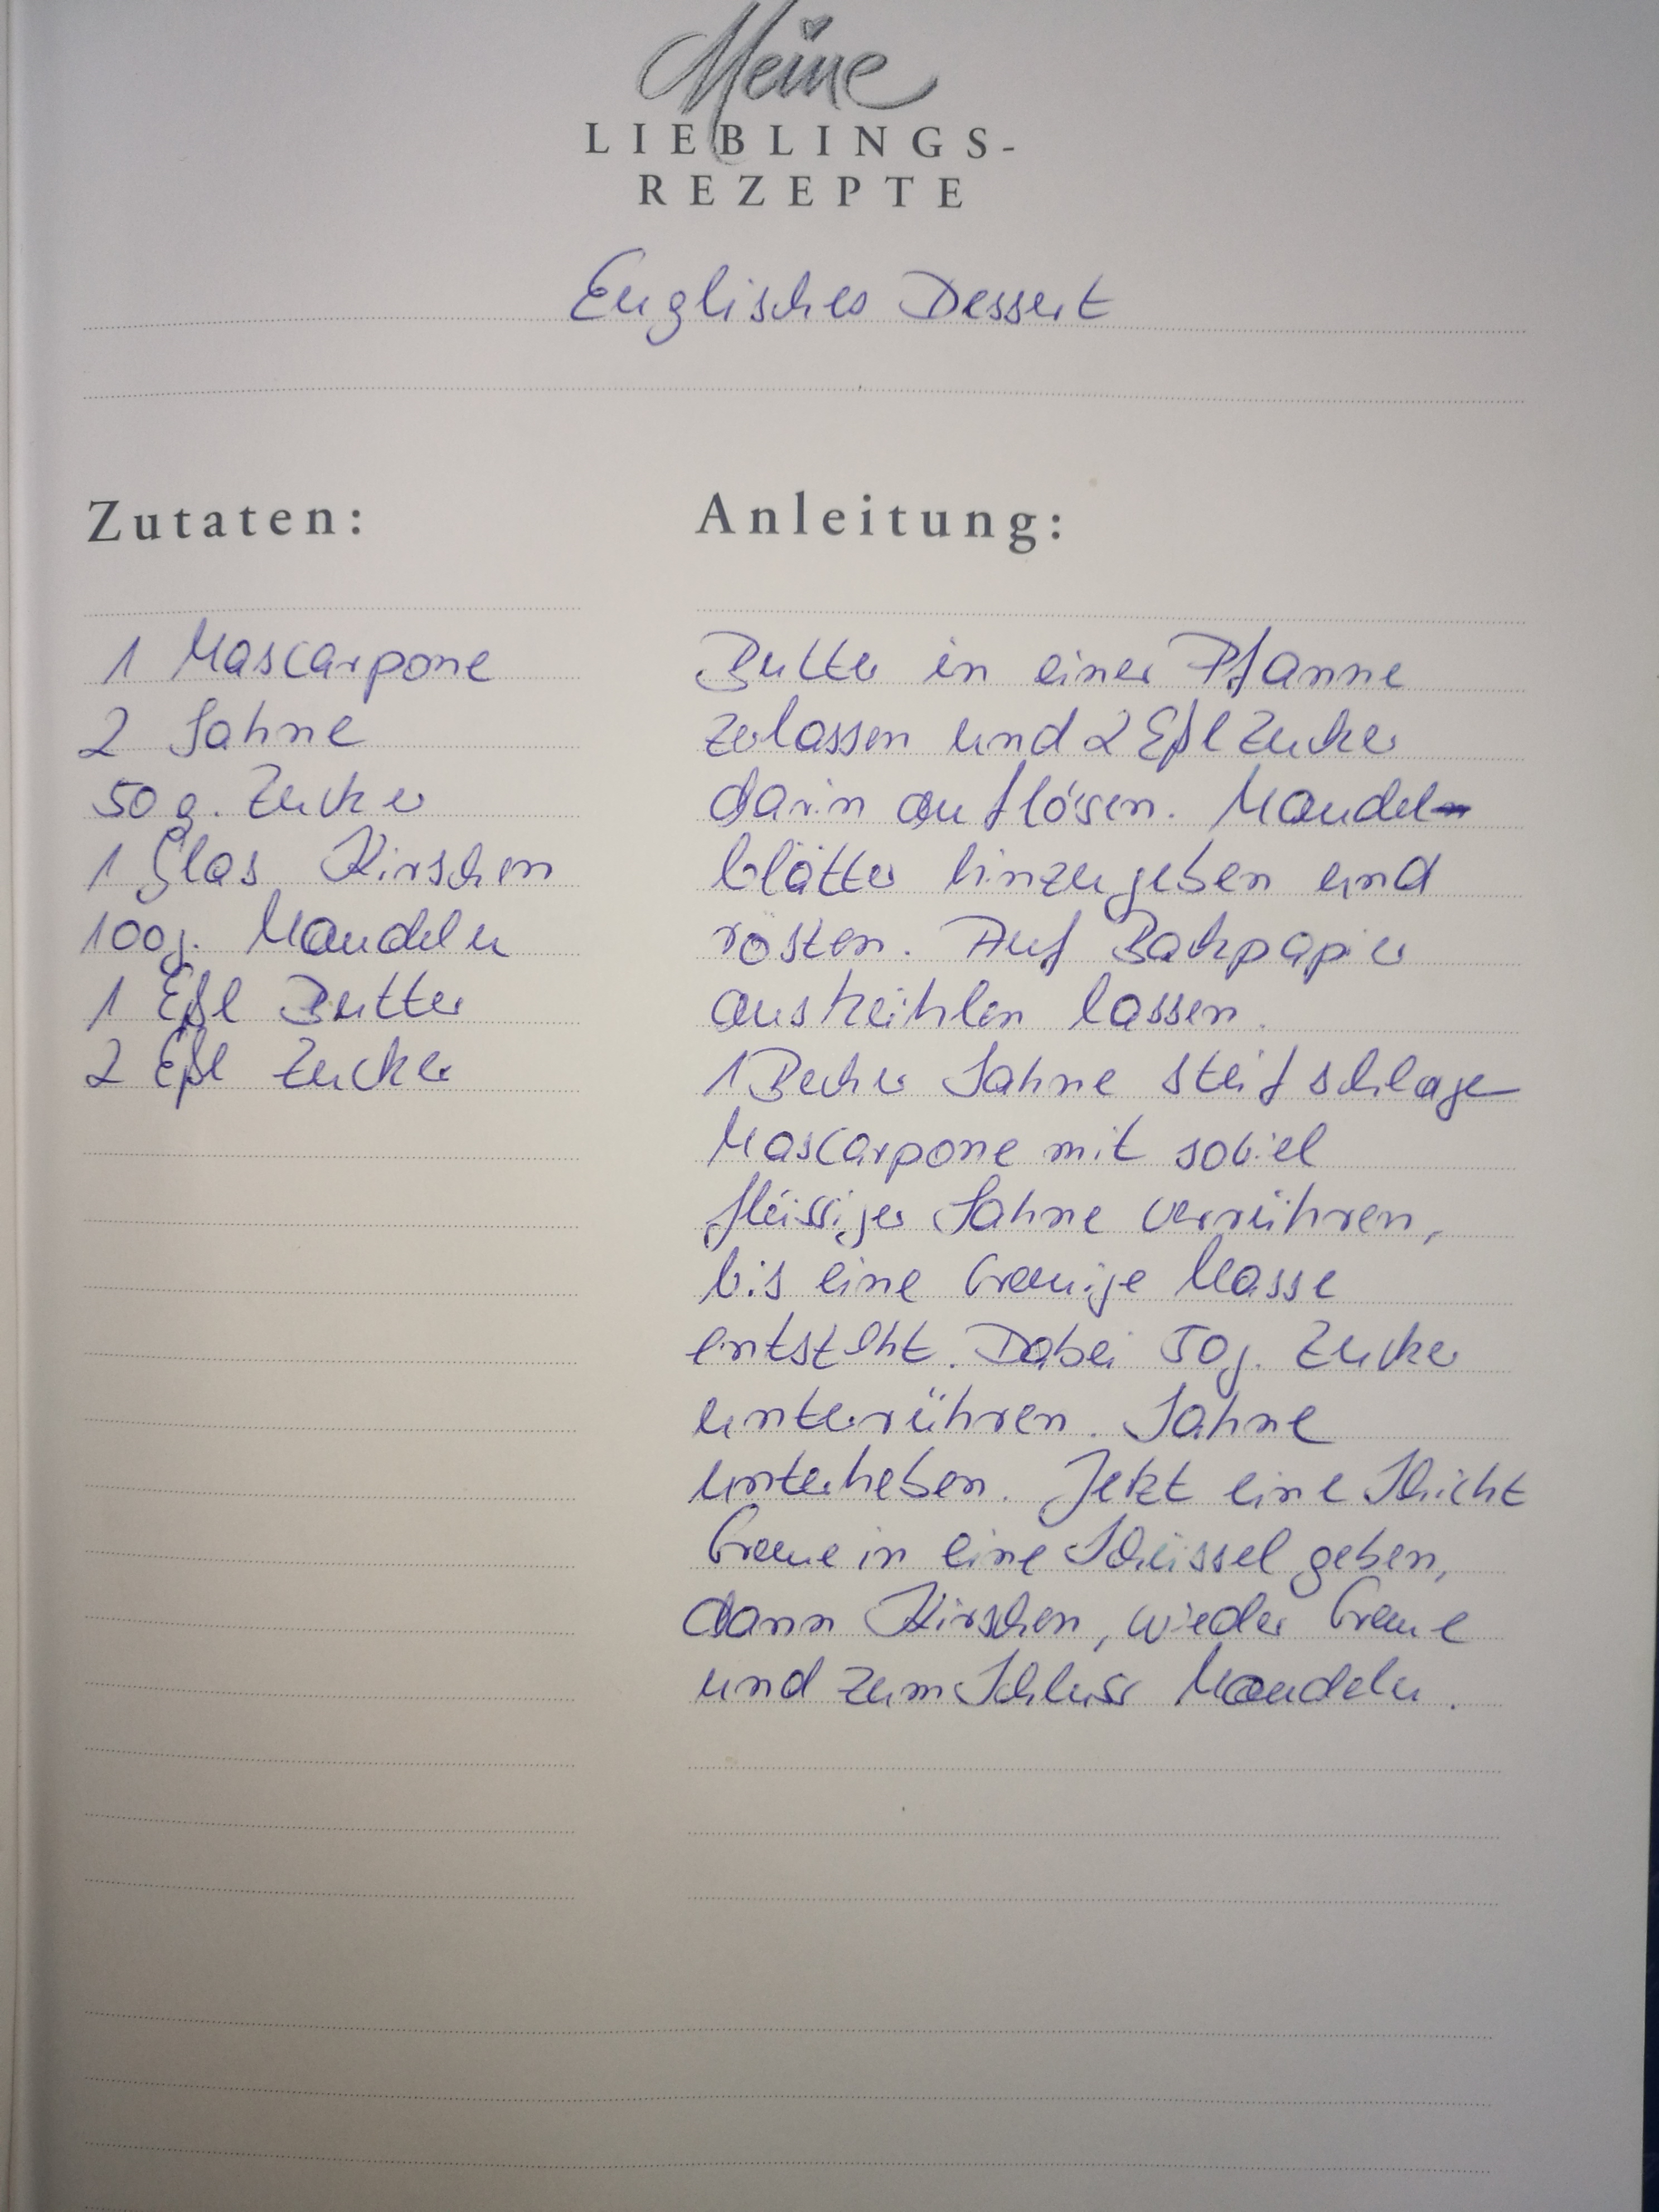 Meine
LIEBLINGS-
REZEPTE
Englisches Dessert
Zutaten:
1 Mascarpone
2 Sahne
50 g. Zucker
1 Glas Kirschen
100g. Mandeln
1 Eßl Butter
2 Eßl Zucker
Anleitung:
Butter in einer Pfanne
zerlassen und 2 Eßl Zucker
darin auflösen. Mandel
blätter hinzugeben und
rösten. Auf Backpapier
auskühlen lassen.
1 Becher Sahne steif schlagen
Mascarpone mit soviel
flüssiger Sahne verrühren,
bis eine cremige Masse
entsteht. Dabei 50g. Zucker
unterrühren. Sahne
unterheben. Jetzt eine Schicht
Creme in eine Schüssel geben,
dann Kirschen, wieder Creme
und zum Schluss Mandeln.